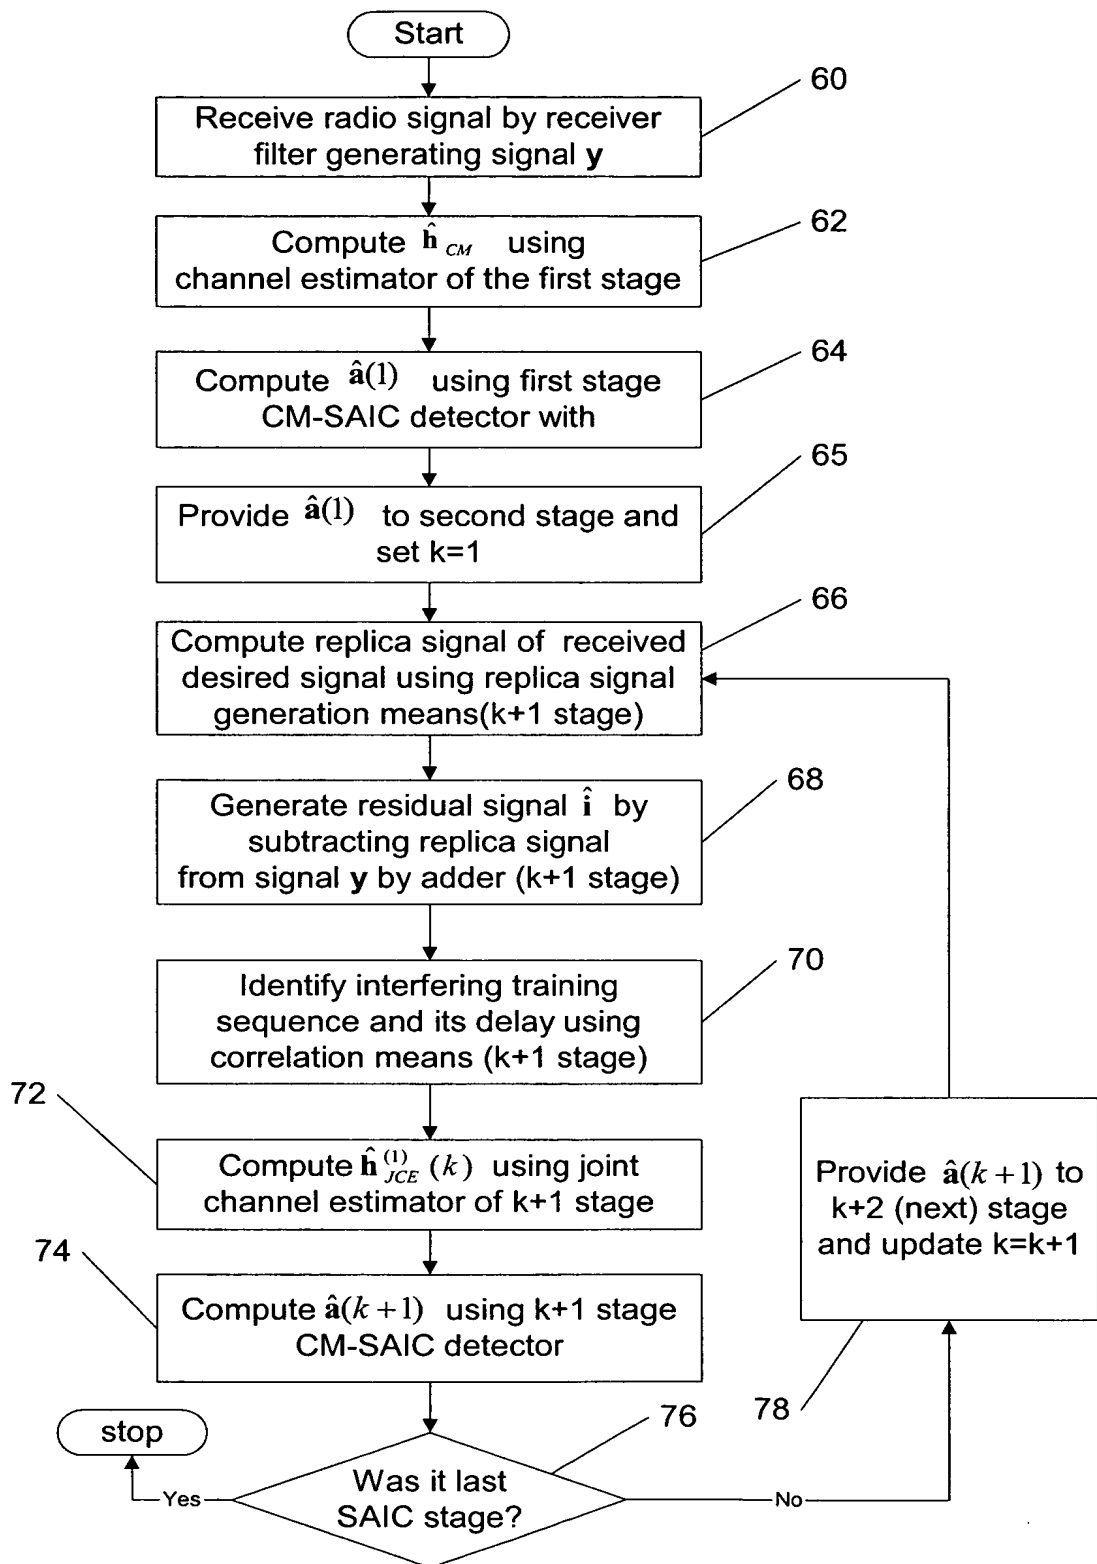 Start
60
Receive radio signal by receiver
filter generating signal y
62
Compute ĥ CM using
channel estimator of the first stage
64
Compute â(1) using first stage
CM-SAIC detector with
65
Provide â(1) to second stage and
set k=1
66
Compute replica signal of received
desired signal using replica signal
generation means(k+1 stage)
68
Generate residual signal î by
subtracting replica signal
from signal y by adder (k+1 stage)
70
Identify interfering training
sequence and its delay using
correlation means (k+1 stage)
72
Compute ĥ(1)JCE (k) using joint
channel estimator of k+1 stage
74
Compute â(k+1) using k+1 stage
CM-SAIC detector
76
Was it last
SAIC stage?
Yes
stop
No
78
Provide â(k+1) to
k+2 (next) stage
and update k=k+1